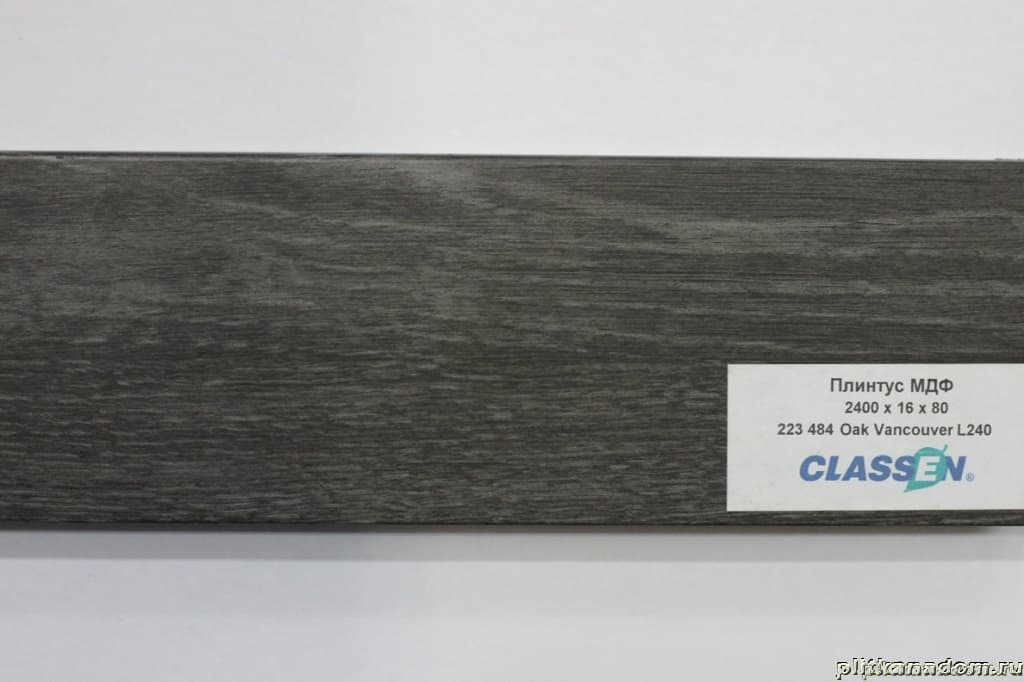 Плинтус МДФ
2400 x 16 x 80
223 484 Oak Vancouver L240
CLASSEN®
plitkanadom.ru